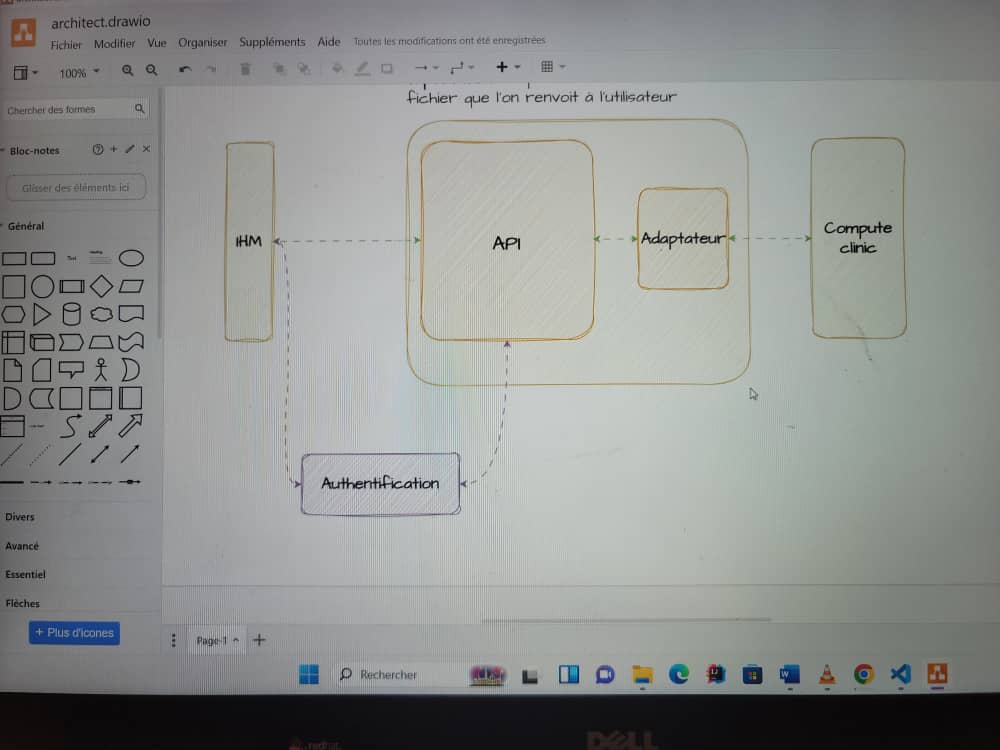 architect.drawio
Fichier Modifier Vue Organiser Suppléments Aide Toutes les modifications ont été enregistrées
100%
fichier que l'on renvoit à l'utilisateur
Chercher des formes
Bloc-notes
Glisser des éléments ici
Général
Text
IHM
API
Adaptateur
Compute
clinic
Authentification
Divers
Avancé
Essentiel
Flèches
+ Plus d'icones
Page-1
Rechercher
DELL